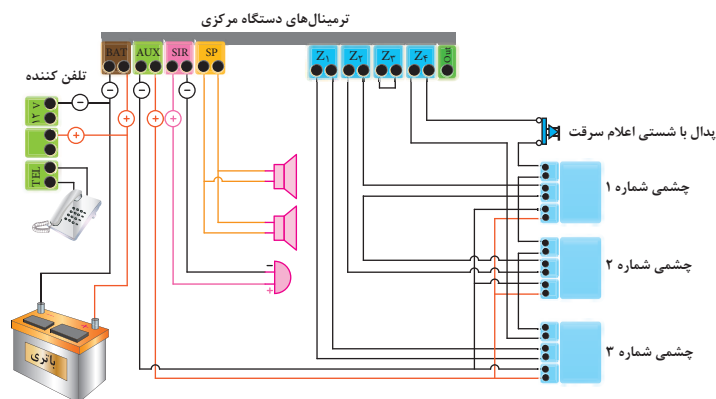 ترمینال‌های دستگاه مرکزی
BAT AUX SIR SP Z۱ Z۲ Z۳ Z۴ Out
تلفن کننده
۱۲ V
TEL
پدال یا شستی اعلام سرقت
چشمی شماره ۱
چشمی شماره ۲
چشمی شماره ۳
باتری